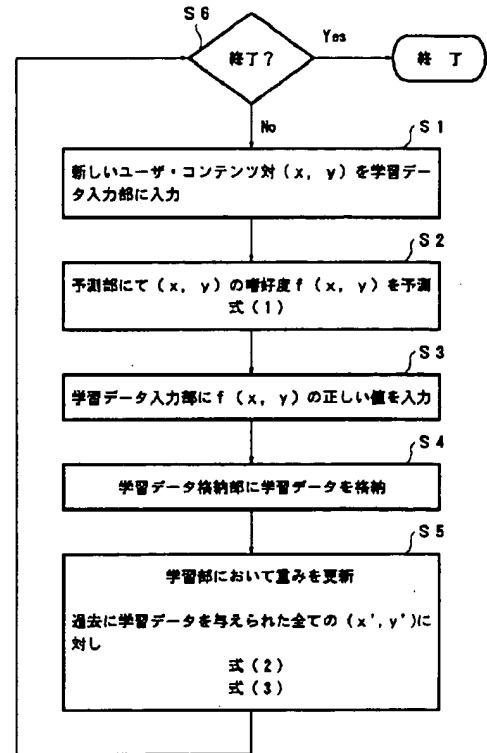 S6
終了?
Yes
終 了
No
S1
新しいユーザ・コンテンツ対(x, y)を学習デー
タ入力部に入力
S2
予測部にて(x, y)の嗜好度f(x, y)を予測
式(1)
S3
学習データ入力部にf(x, y)の正しい値を入力
S4
学習データ格納部に学習データを格納
S5
学習部において重みを更新
過去に学習データを与えられた全ての(x',y')に
対し
式(2)
式(3)